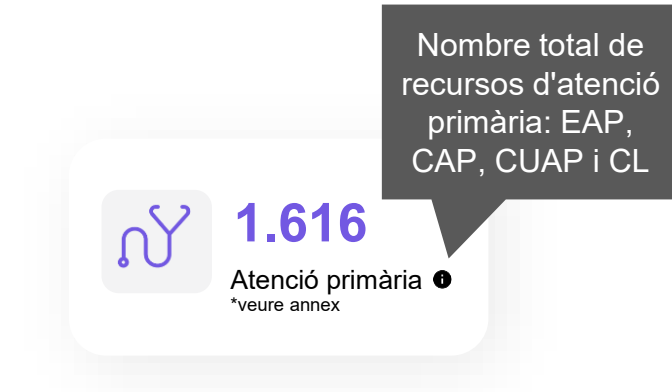 Nombre total de
recursos d'atenció
primària: EAP,
CAP, CUAP i CL
1.616
Atenció primària
*veure annex